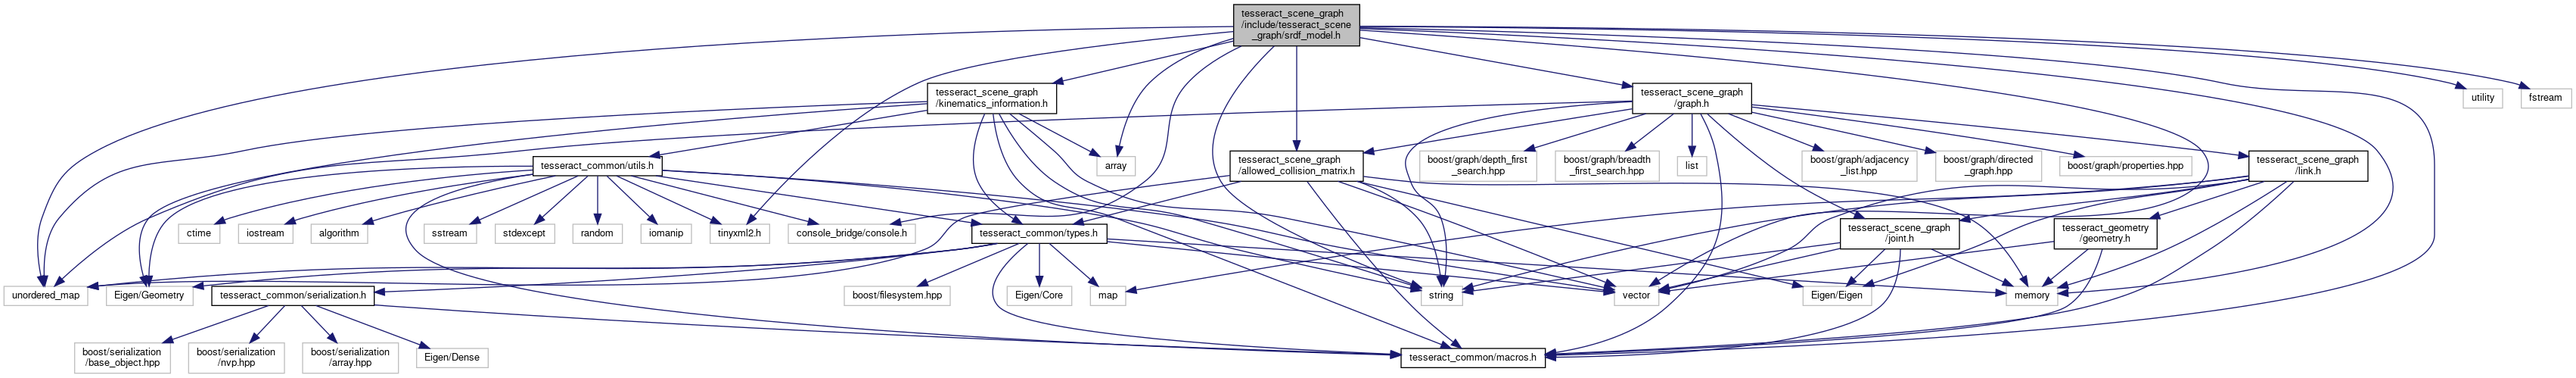 tesseract_scene_graph
/include/tesseract_scene
_graph/srdf_model.h
tesseract_scene_graph
/kinematics_information.h
tesseract_scene_graph
/graph.h
utility
fstream
tesseract_common/utils.h
array
tesseract_scene_graph
/allowed_collision_matrix.h
boost/graph/depth_first
_search.hpp
boost/graph/breadth
_first_search.hpp
list
boost/graph/adjacency
_list.hpp
boost/graph/directed
_graph.hpp
boost/graph/properties.hpp
tesseract_scene_graph
/link.h
ctime
iostream
algorithm
sstream
stdexcept
random
iomanip
tinyxml2.h
console_bridge/console.h
tesseract_common/types.h
tesseract_scene_graph
/joint.h
tesseract_geometry
/geometry.h
unordered_map
Eigen/Geometry
tesseract_common/serialization.h
boost/filesystem.hpp
Eigen/Core
map
string
vector
Eigen/Eigen
memory
boost/serialization
/base_object.hpp
boost/serialization
/nvp.hpp
boost/serialization
/array.hpp
Eigen/Dense
tesseract_common/macros.h